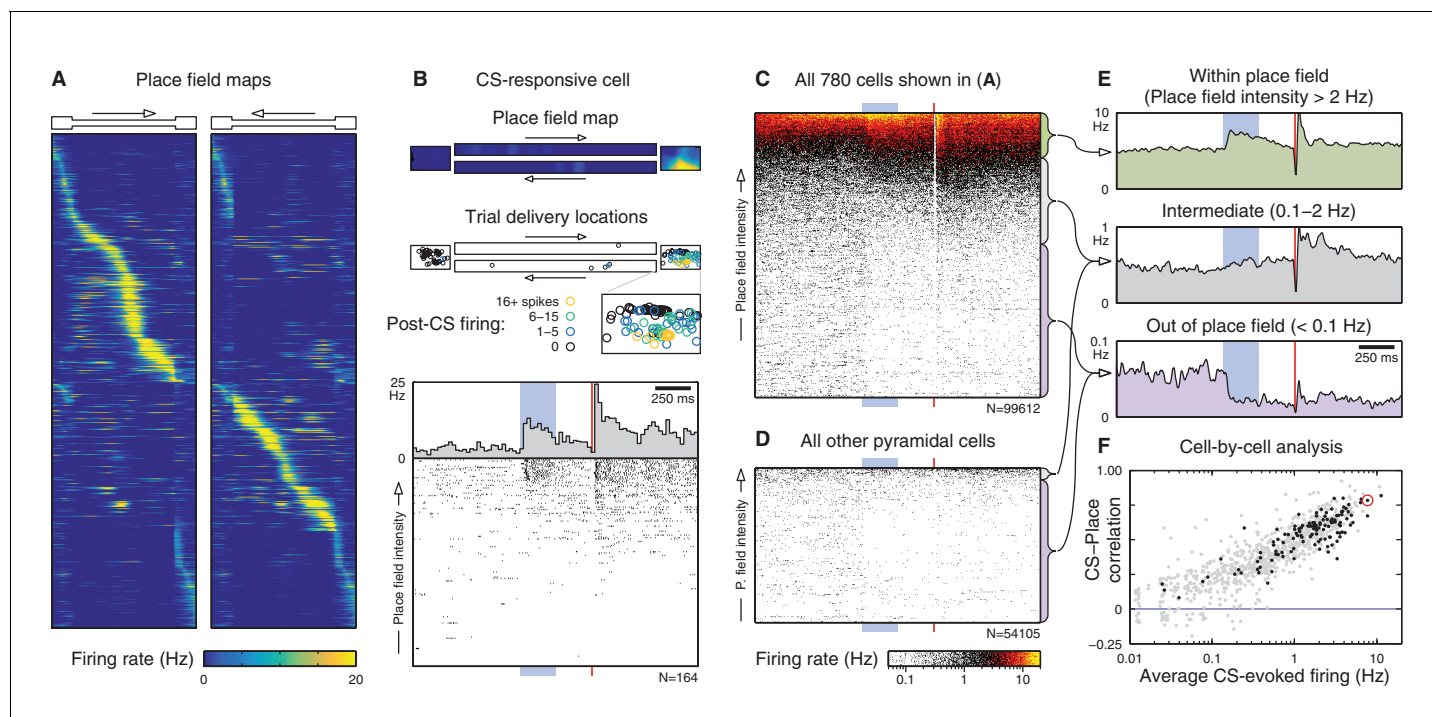 A
Place field maps
Firing rate (Hz)
0
20
B
CS-responsive cell
Place field map
Trial delivery locations
Post-CS firing:
16+ spikes
6–15
1–5
0
25
Hz
0
250 ms
Place field intensity
N=164
C
All 780 cells shown in (A)
Place field intensity
N=99612
D
All other pyramidal cells
P. field intensity
N=54105
Firing rate (Hz)
0.1
1
10
E
Within place field
(Place field intensity > 2 Hz)
10
Hz
0
Intermediate (0.1–2 Hz)
1
Hz
0
Out of place field (< 0.1 Hz)
0.1
Hz
0
250 ms
F
Cell-by-cell analysis
CS–Place
correlation
1.00
0
−0.25
0.01
0.1
1
10
Average CS-evoked firing (Hz)